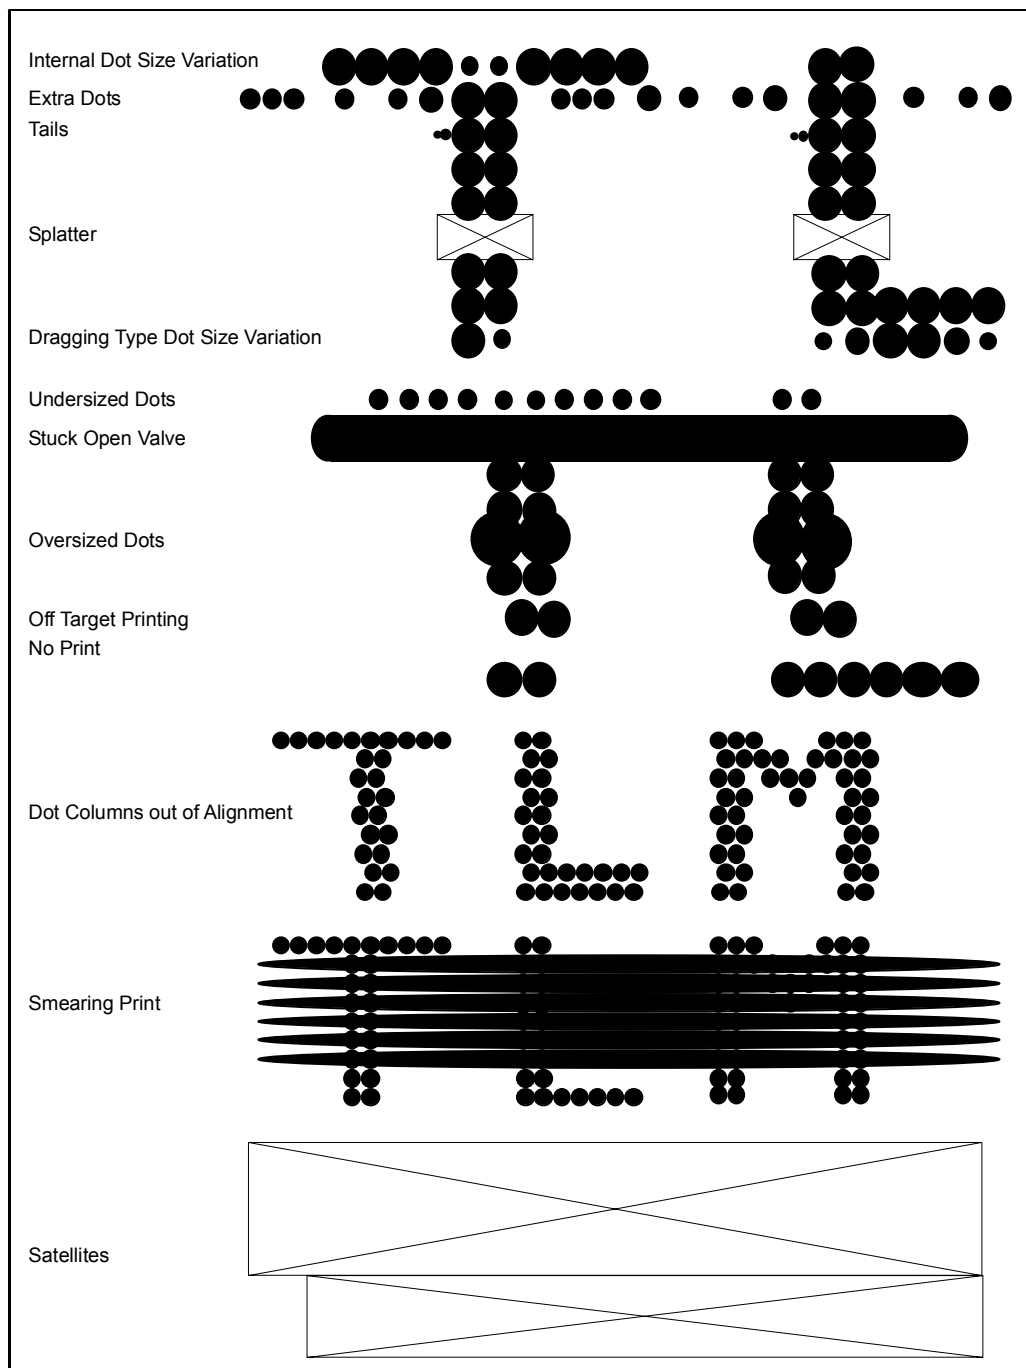 Internal Dot Size Variation
Extra Dots
Tails
Splatter
Dragging Type Dot Size Variation
Undersized Dots
Stuck Open Valve
Oversized Dots
Off Target Printing
No Print
T L M
Dot Columns out of Alignment
Smearing Print
Satellites